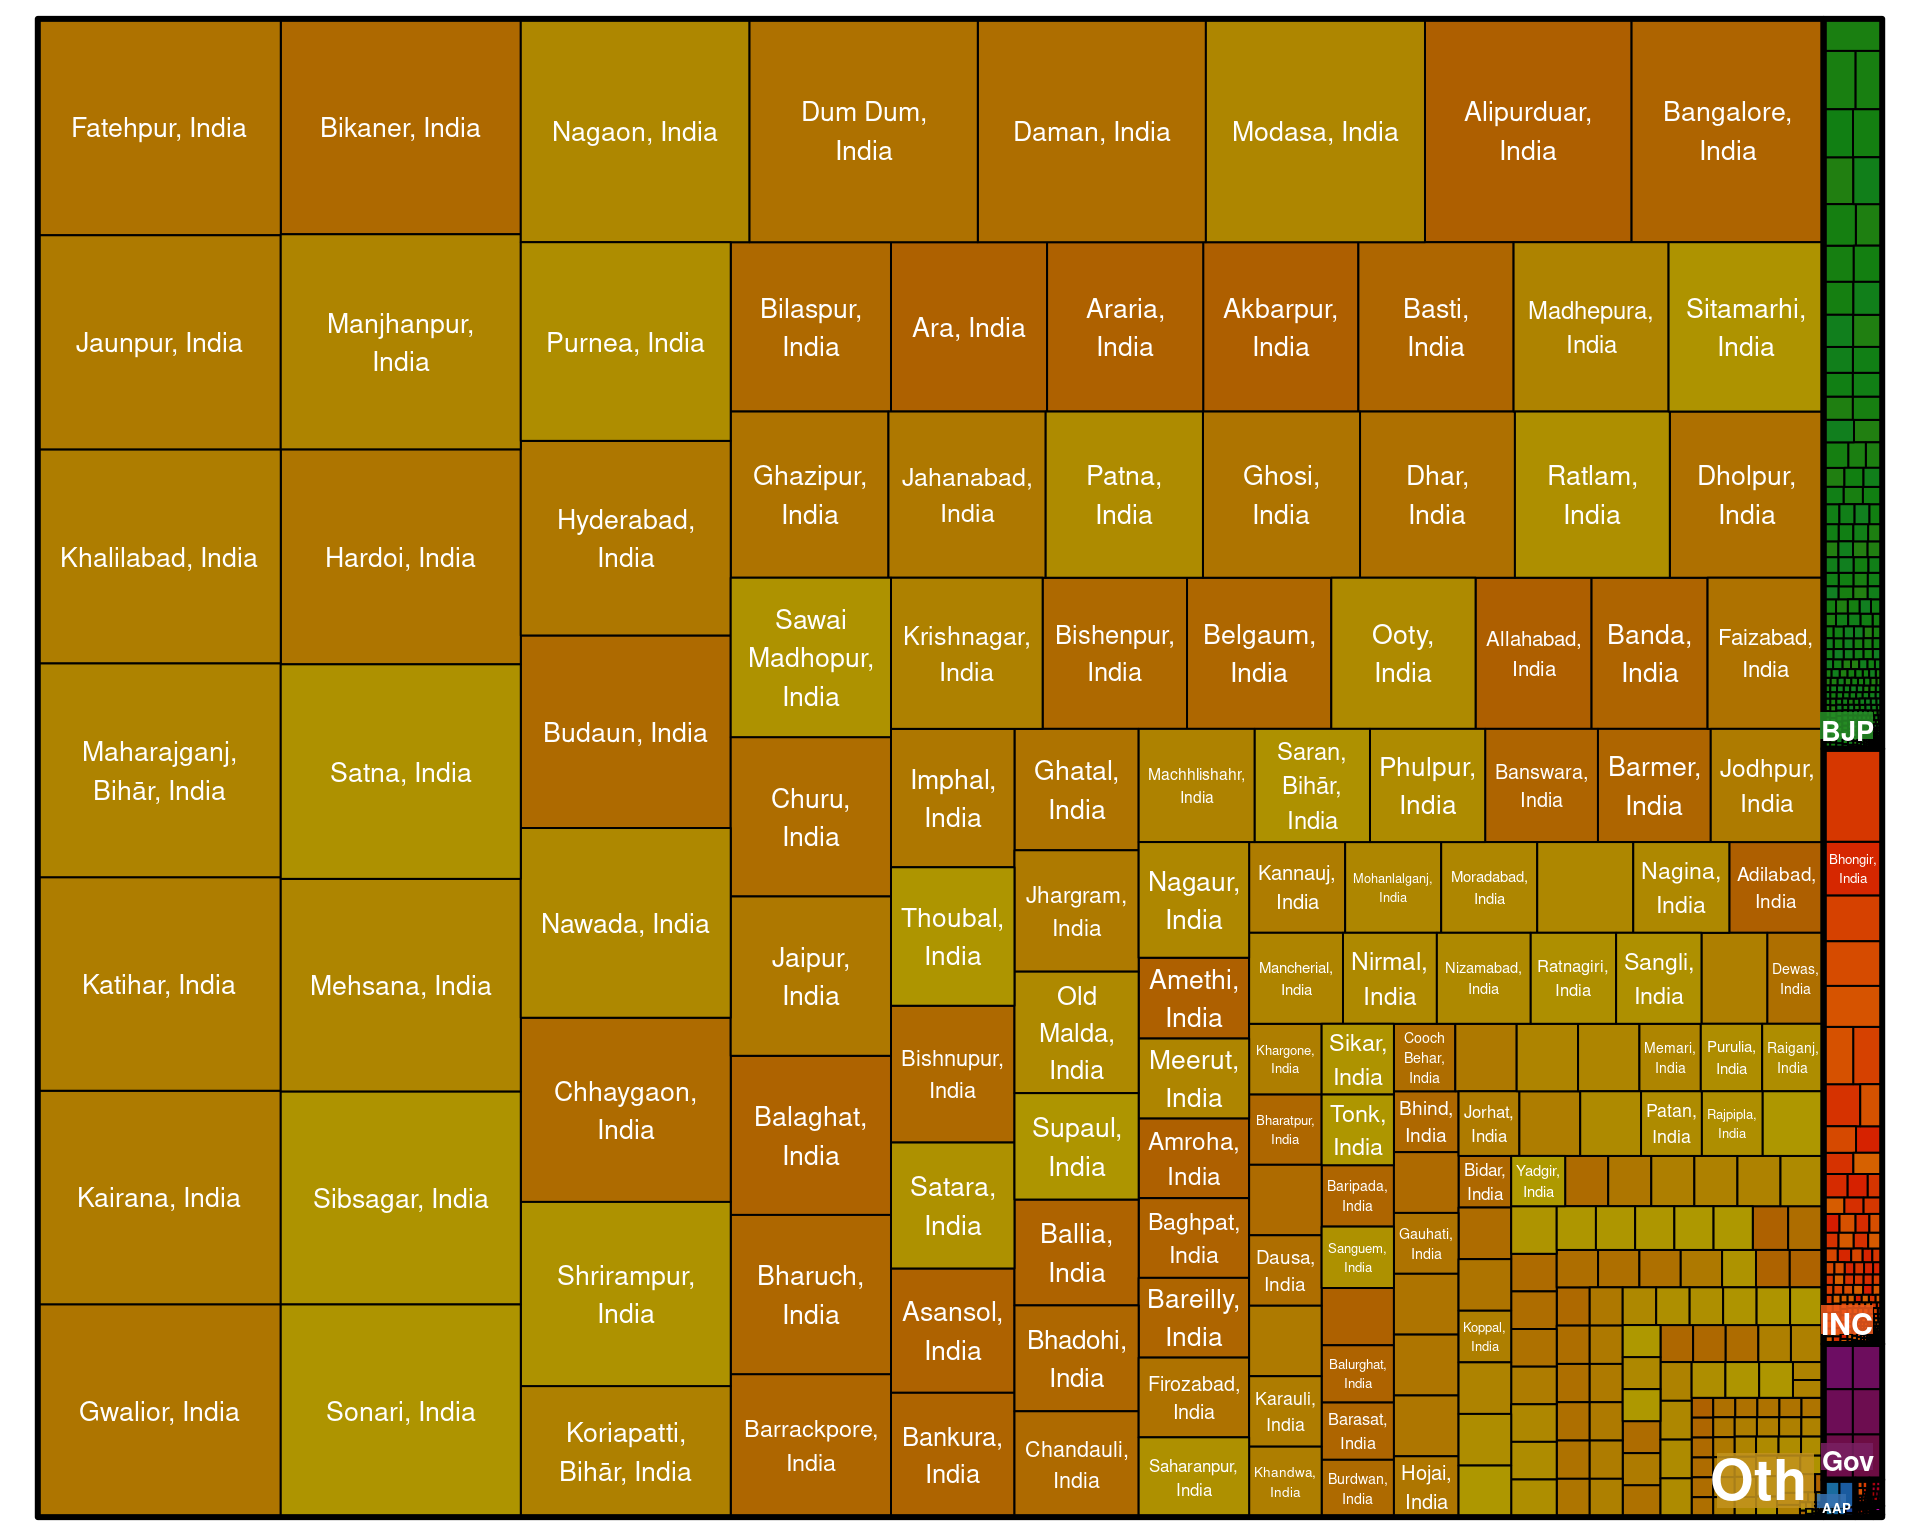 Fatehpur, India
Bikaner, India
Nagaon, India
Dum Dum,
India
Daman, India
Modasa, India
Alipurduar,
India
Bangalore,
India
Jaunpur, India
Manjhanpur,
India
Purnea, India
Bilaspur,
India
Ara, India
Araria,
India
Akbarpur,
India
Basti,
India
Madhepura,
India
Sitamarhi,
India
Khalilabad, India
Hardoi, India
Hyderabad,
India
Ghazipur,
India
Jahanabad,
India
Patna,
India
Ghosi,
India
Dhar,
India
Ratlam,
India
Dholpur,
India
Sawai
Madhopur,
India
Krishnagar,
India
Bishenpur,
India
Belgaum,
India
Ooty,
India
Allahabad,
India
Banda,
India
Faizabad,
India
Maharajganj,
Bihār, India
Satna, India
Budaun, India
Churu,
India
Imphal,
India
Ghatal,
India
Machhlishahr,
India
Saran,
Bihār,
India
Phulpur,
India
Banswara,
India
Barmer,
India
Jodhpur,
India
BJP
Katihar, India
Mehsana, India
Nawada, India
Jaipur,
India
Thoubal,
India
Jhargram,
India
Nagaur,
India
Kannauj,
India
Mohanlalganj,
India
Moradabad,
India
Nagina,
India
Adilabad,
India
Bhongir,
India
Old
Malda,
India
Amethi,
India
Mancherial,
India
Nirmal,
India
Nizamabad,
India
Ratnagiri,
India
Sangli,
India
Dewas,
India
Kairana, India
Sibsagar, India
Chhaygaon,
India
Balaghat,
India
Bishnupur,
India
Supaul,
India
Meerut,
India
Khargone,
India
Sikar,
India
Cooch
Behar,
India
Memari,
India
Purulia,
India
Raiganj,
India
Amroha,
India
Bharatpur,
India
Tonk,
India
Bhind,
India
Jorhat,
India
Patan,
India
Rajpipla,
India
Satara,
India
Ballia,
India
Baghpat,
India
Baripada,
India
Bidar,
India
Yadgir,
India
Dausa,
India
Sanguem,
India
Gauhati,
India
Gwalior, India
Sonari, India
Shrirampur,
India
Bharuch,
India
Asansol,
India
Bhadohi,
India
Bareilly,
India
Koppal,
India
INC
Koriapatti,
Bihār, India
Barrackpore,
India
Bankura,
India
Chandauli,
India
Firozabad,
India
Karauli,
India
Balurghat,
India
Barasat,
India
Saharanpur,
India
Khandwa,
India
Burdwan,
India
Hojai,
India
Oth
Gov
AAP